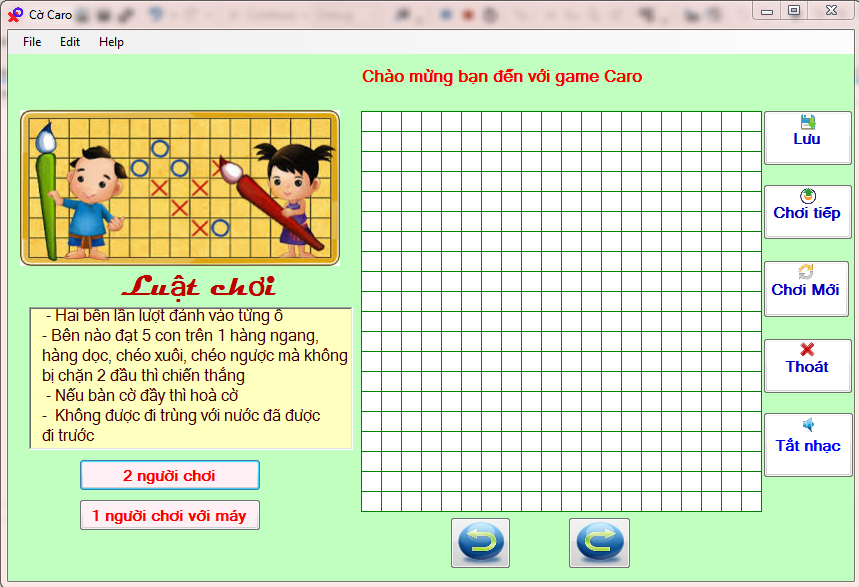 Cờ Caro
File Edit Help
Chào mừng bạn đến với game Caro
Luật chơi
- Hai bên lần lượt đánh vào từng ô
- Bên nào đạt 5 con trên 1 hàng ngang,
hàng dọc, chéo xuôi, chéo ngược mà không
bị chặn 2 đầu thì chiến thắng
- Nếu bàn cờ đầy thì hoà cờ
- Không được đi trùng với nước đã được
đi trước
2 người chơi
1 người chơi với máy
Lưu
Chơi tiếp
Chơi Mới
Thoát
Tắt nhạc